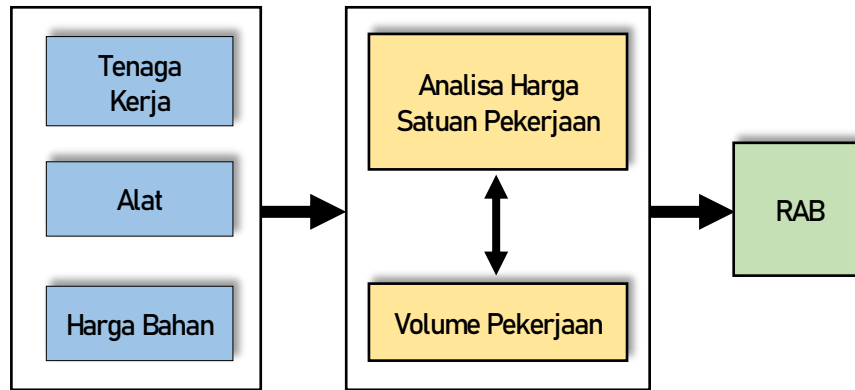 Tenaga
Kerja
Alat
Harga Bahan
Analisa Harga
Satuan Pekerjaan
Volume Pekerjaan
RAB